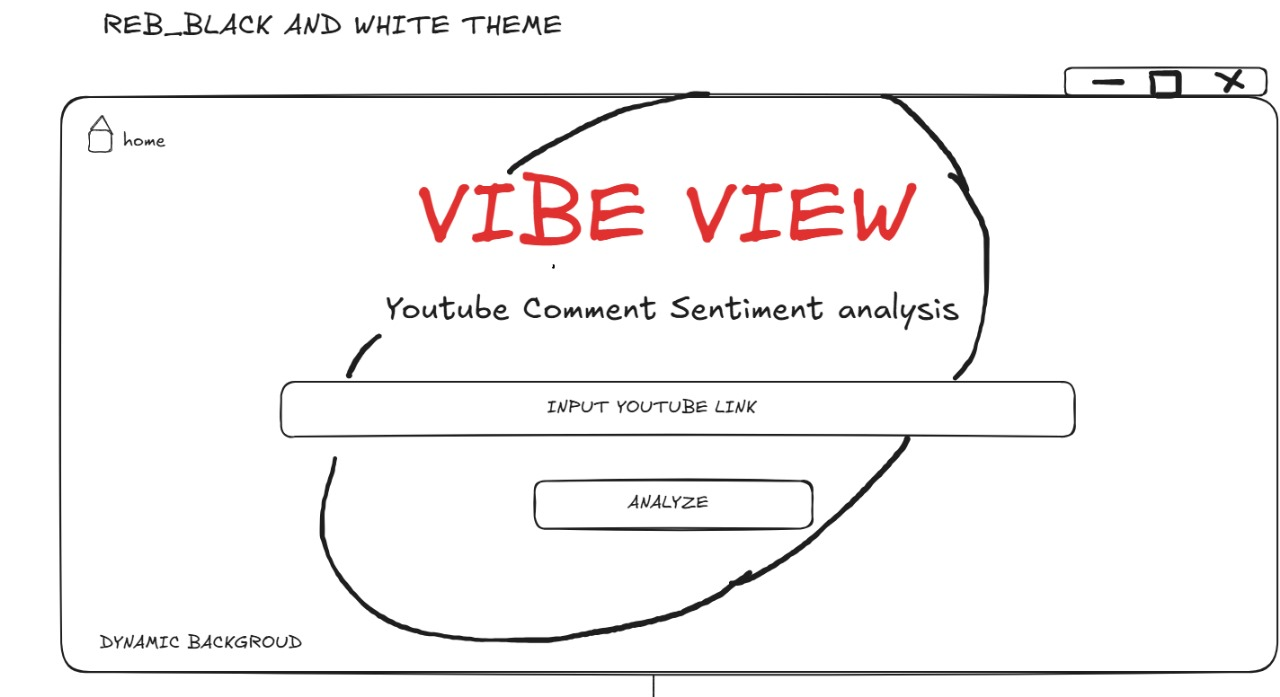 REB_BLACK AND WHITE THEME
home
VIBE VIEW
Youtube Comment Sentiment analysis
INPUT YOUTUBE LINK
ANALYZE
DYNAMIC BACKGROUD